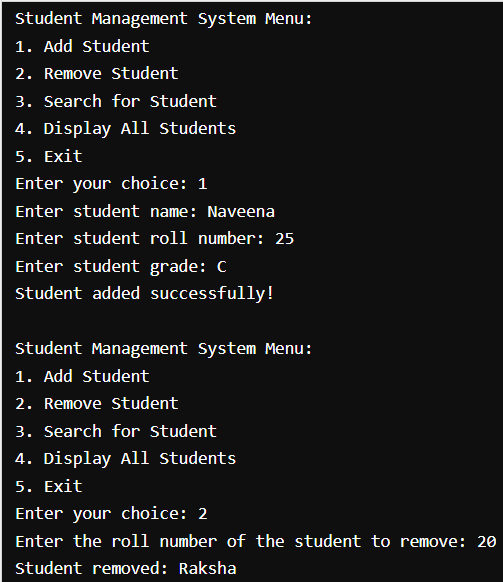 Student Management System Menu:
1. Add Student
2. Remove Student
3. Search for Student
4. Display All Students
5. Exit
Enter your choice: 1
Enter student name: Naveena
Enter student roll number: 25
Enter student grade: C
Student added successfully!

Student Management System Menu:
1. Add Student
2. Remove Student
3. Search for Student
4. Display All Students
5. Exit
Enter your choice: 2
Enter the roll number of the student to remove: 20
Student removed: Raksha